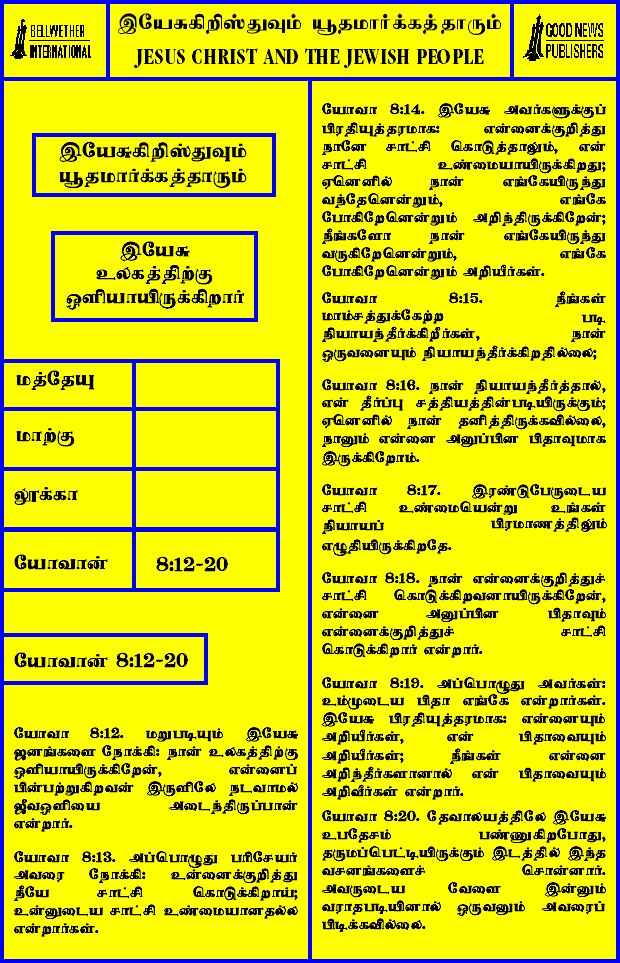 BELLWETHER
INTERNATIONAL
இயேசுகிறிஸ்துவும் யூதமார்க்கத்தாரும்
JESUS CHRIST AND THE JEWISH PEOPLE
GOOD NEWS
PUBLISHERS
இயேசுகிறிஸ்துவும்
யூதமார்க்கத்தாரும்
இயேசு
உலகத்திற்கு
ஒளியாயிருக்கிறார்
மத்தேயு
மாற்கு
லூக்கா
யோவான் 8:12-20
யோவான் 8:12-20
யோவா 8:12. மறுபடியும் இயேசு
ஜனங்களை நோக்கி: நான் உலகத்திற்கு
ஒளியாயிருக்கிறேன், என்னைப்
பின்பற்றுகிறவன் இருளிலே நடவாமல்
ஜீவஒளியை அடைந்திருப்பான்
என்றார்.
யோவா 8:13. அப்பொழுது பரிசேயர்
அவரை நோக்கி: உன்னைக்குறித்து
நீயே சாட்சி கொடுக்கிறாய்;
உன்னுடைய சாட்சி உண்மையானதல்ல
என்றார்கள்.
யோவா 8:14. இயேசு அவர்களுக்குப்
பிரதியுத்தரமாக: என்னைக்குறித்து
நானே சாட்சி கொடுத்தாலும், என்
சாட்சி உண்மையாயிருக்கிறது;
ஏனெனில் நான் எங்கேயிருந்து
வந்தேனென்றும், எங்கே
போகிறேனென்றும் அறிந்திருக்கிறேன்;
நீங்களோ நான் எங்கேயிருந்து
வருகிறேனென்றும், எங்கே
போகிறேனென்றும் அறியீர்கள்.
யோவா 8:15. நீங்கள்
மாம்சத்துக்கேற்ற படி
நியாயந்தீர்க்கிறீர்கள், நான்
ஒருவனையும் நியாயந்தீர்க்கிறதில்லை;
யோவா 8:16. நான் நியாயந்தீர்த்தால்,
என் தீர்ப்பு சத்தியத்தின்படியிருக்கும்;
ஏனெனில் நான் தனித்திருக்கவில்லை,
நானும் என்னை அனுப்பின பிதாவுமாக
இருக்கிறோம்.
யோவா 8:17. இரண்டுபேருடைய
சாட்சி உண்மையென்று உங்கள்
நியாயப் பிரமாணத்திலும்
எழுதியிருக்கிறதே.
யோவா 8:18. நான் என்னைக்குறித்துச்
சாட்சி கொடுக்கிறவனாயிருக்கிறேன்,
என்னை அனுப்பின பிதாவும்
என்னைக்குறித்துச் சாட்சி
கொடுக்கிறார் என்றார்.
யோவா 8:19. அப்பொழுது அவர்கள்:
உம்முடைய பிதா எங்கே என்றார்கள்.
இயேசு பிரதியுத்தரமாக: என்னையும்
அறியீர்கள், என் பிதாவையும்
அறியீர்கள்; நீங்கள் என்னை
அறிந்தீர்களானால் என் பிதாவையும்
அறிவீர்கள் என்றார்.
யோவா 8:20. தேவாலயத்திலே இயேசு
உபதேசம் பண்ணுகிறபோது,
தருமப்பெட்டியிருக்கும் இடத்தில் இந்த
வசனங்களைச் சொன்னார்.
அவருடைய வேளை இன்னும்
வராதபடியினால் ஒருவனும் அவரைப்
பிடிக்கவில்லை.